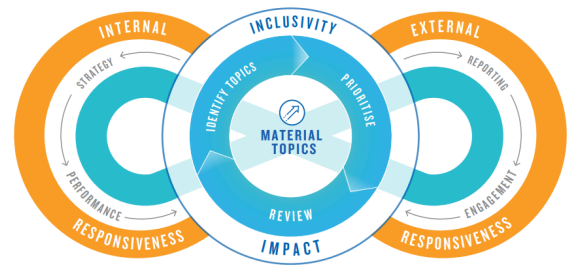 INTERNAL
STRATEGY
PERFORMANCE
RESPONSIVENESS
INCLUSIVITY
IDENTIFY TOPICS
PRIORITISE
MATERIAL
TOPICS
REVIEW
IMPACT
EXTERNAL
REPORTING
ENGAGEMENT
RESPONSIVENESS